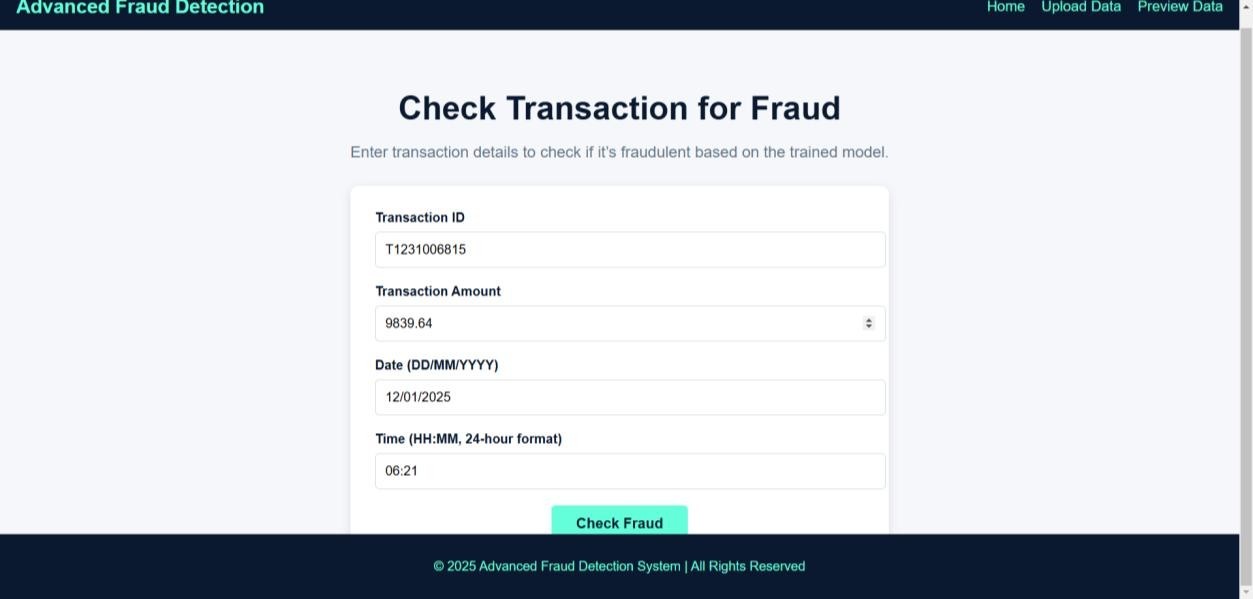 Advanced Fraud Detection
Home Upload Data Preview Data
Check Transaction for Fraud
Enter transaction details to check if it's fraudulent based on the trained model.
Transaction ID
T1231006815
Transaction Amount
9839.64
Date (DD/MM/YYYY)
12/01/2025
Time (HH:MM, 24-hour format)
06:21
Check Fraud
© 2025 Advanced Fraud Detection System | All Rights Reserved